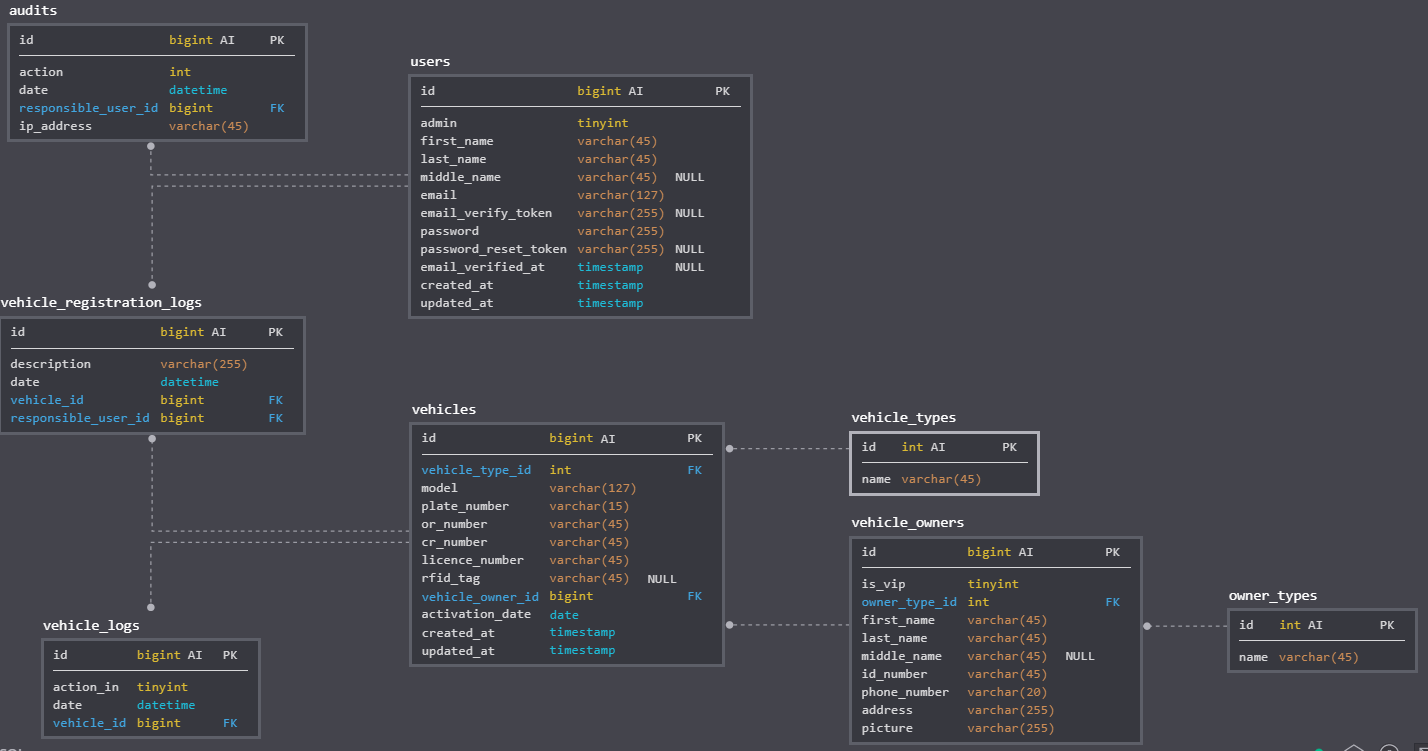 audits
id bigint AI PK
action int
date datetime
responsible_user_id bigint FK
ip_address varchar(45)
users
id bigint AI PK
admin tinyint
first_name varchar(45)
last_name varchar(45)
middle_name varchar(45) NULL
email varchar(127)
email_verify_token varchar(255) NULL
password varchar(255)
password_reset_token varchar(255) NULL
email_verified_at timestamp NULL
created_at timestamp
updated_at timestamp
vehicle_registration_logs
id bigint AI PK
description varchar(255)
date datetime
vehicle_id bigint FK
responsible_user_id bigint FK
vehicles
id bigint AI PK
vehicle_type_id int FK
model varchar(127)
plate_number varchar(15)
or_number varchar(45)
cr_number varchar(45)
licence_number varchar(45)
rfid_tag varchar(45) NULL
vehicle_owner_id bigint FK
activation_date date
created_at timestamp
updated_at timestamp
vehicle_types
id int AI PK
name varchar(45)
vehicle_owners
id bigint AI PK
is_vip tinyint
owner_type_id int FK
first_name varchar(45)
last_name varchar(45)
middle_name varchar(45) NULL
id_number varchar(45)
phone_number varchar(20)
address varchar(255)
picture varchar(255)
owner_types
id int AI PK
name varchar(45)
vehicle_logs
id bigint AI PK
action_in tinyint
date datetime
vehicle_id bigint FK